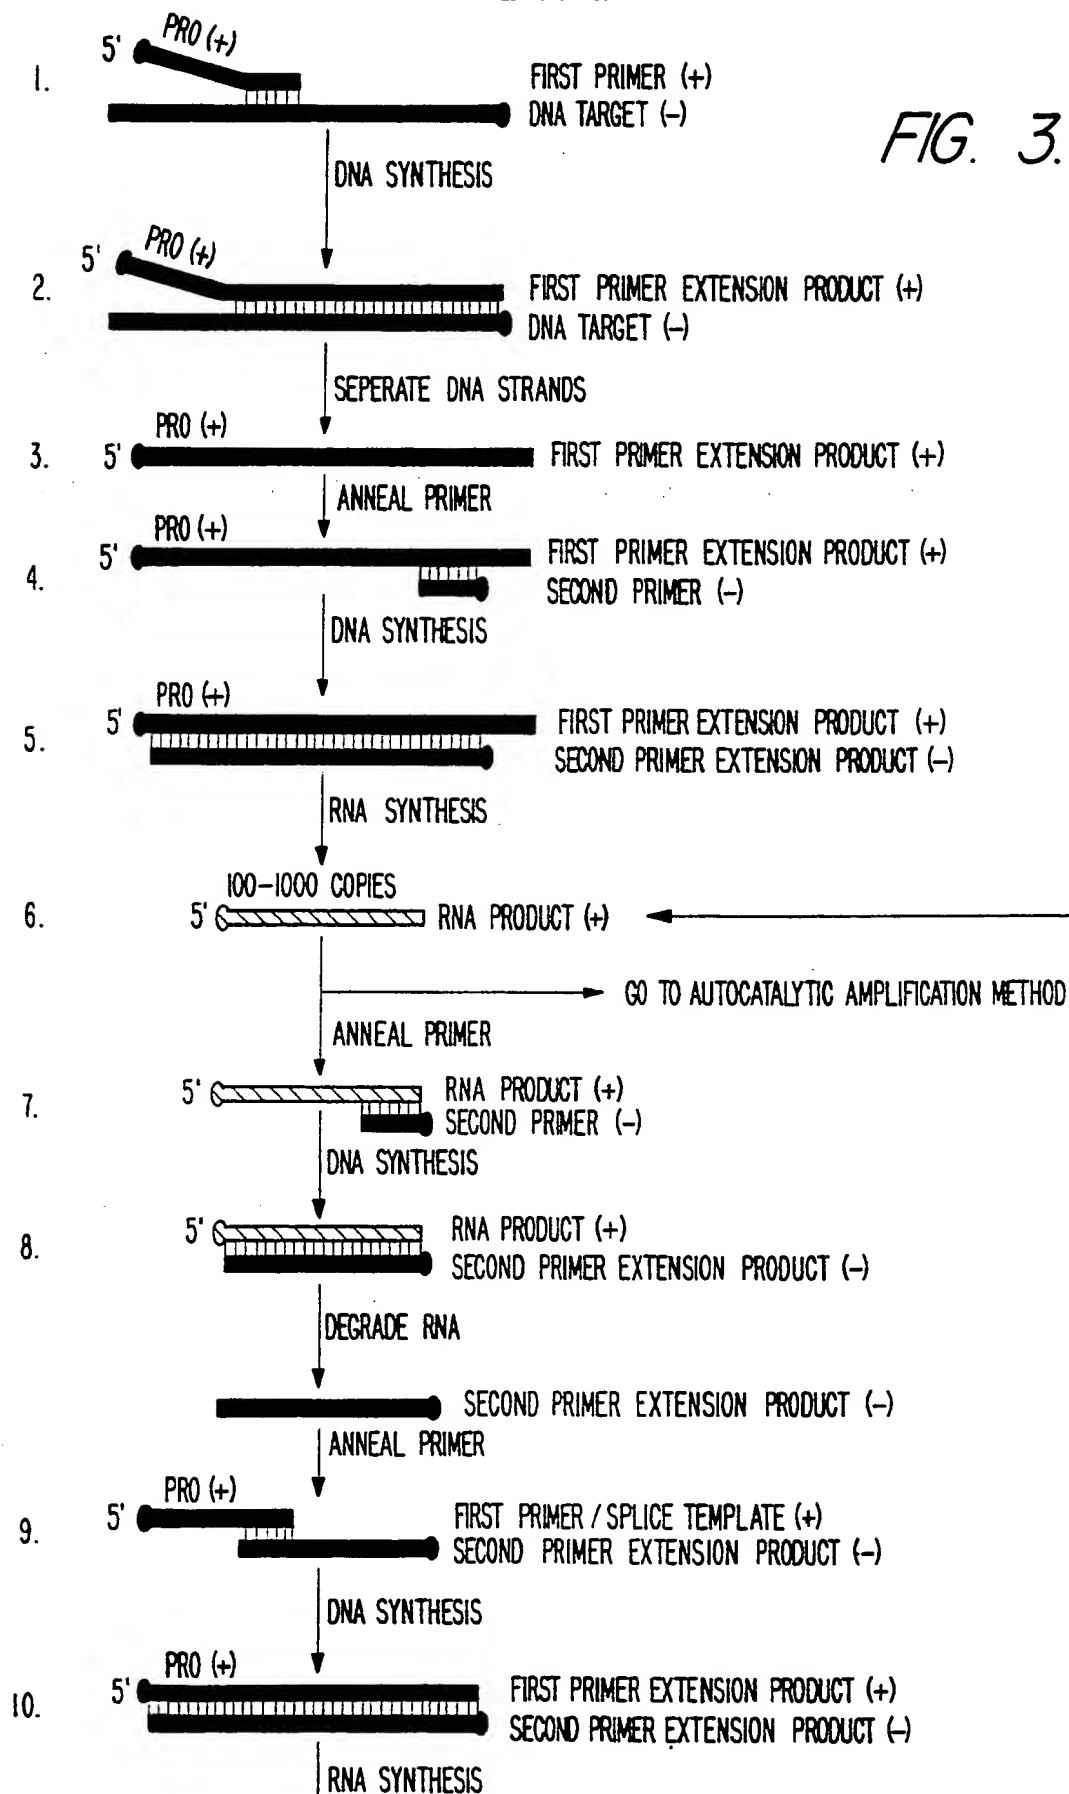 5' PRO (+)
1. FIRST PRIMER (+)
DNA TARGET (-)
FIG. 3.
DNA SYNTHESIS
5' PRO (+)
2. FIRST PRIMER EXTENSION PRODUCT (+)
DNA TARGET (-)
SEPERATE DNA STRANDS
PRO (+)
3. 5' FIRST PRIMER EXTENSION PRODUCT (+)
ANNEAL PRIMER
PRO (+)
4. 5' FIRST PRIMER EXTENSION PRODUCT (+)
SECOND PRIMER (-)
DNA SYNTHESIS
PRO (+)
5. 5' FIRST PRIMER EXTENSION PRODUCT (+)
SECOND PRIMER EXTENSION PRODUCT (-)
RNA SYNTHESIS
100-1000 COPIES
6. 5' RNA PRODUCT (+)
GO TO AUTOCATALYTIC AMPLIFICATION METHOD
ANNEAL PRIMER
7. 5' RNA PRODUCT (+)
SECOND PRIMER (-)
DNA SYNTHESIS
8. 5' RNA PRODUCT (+)
SECOND PRIMER EXTENSION PRODUCT (-)
DEGRADE RNA
SECOND PRIMER EXTENSION PRODUCT (-)
ANNEAL PRIMER
PRO (+)
9. 5' FIRST PRIMER / SPLICE TEMPLATE (+)
SECOND PRIMER EXTENSION PRODUCT (-)
DNA SYNTHESIS
PRO (+)
10. 5' FIRST PRIMER EXTENSION PRODUCT (+)
SECOND PRIMER EXTENSION PRODUCT (-)
RNA SYNTHESIS